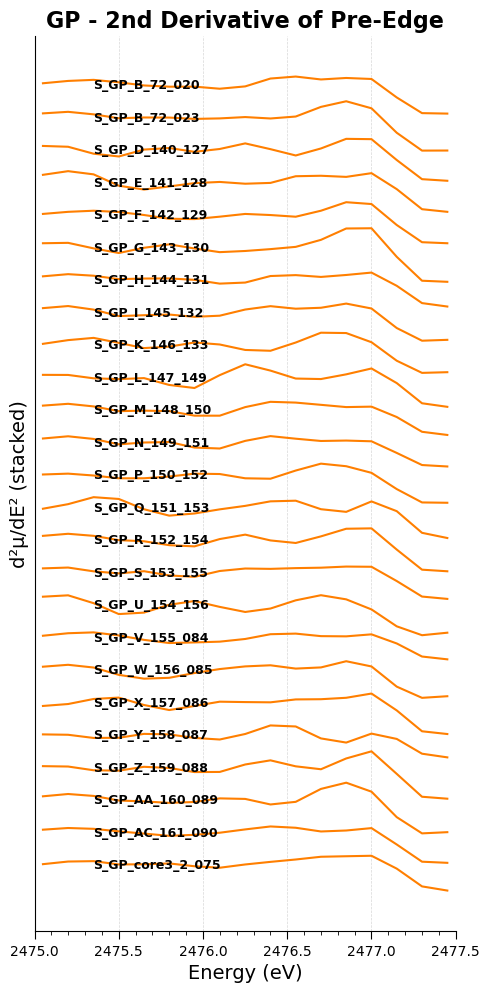 GP - 2nd Derivative of Pre-Edge
S_GP_B_72_020
S_GP_B_72_023
S_GP_D_140_127
S_GP_E_141_128
S_GP_F_142_129
S_GP_G_143_130
S_GP_H_144_131
S_GP_I_145_132
S_GP_K_146_133
S_GP_L_147_149
S_GP_M_148_150
S_GP_N_149_151
S_GP_P_150_152
S_GP_Q_151_153
S_GP_R_152_154
S_GP_S_153_155
S_GP_U_154_156
S_GP_V_155_084
S_GP_W_156_085
S_GP_X_157_086
S_GP_Y_158_087
S_GP_Z_159_088
S_GP_AA_160_089
S_GP_AC_161_090
S_GP_core3_2_075
d²μ/dE² (stacked)
2475.0 2475.5 2476.0 2476.5 2477.0 2477.5
Energy (eV)